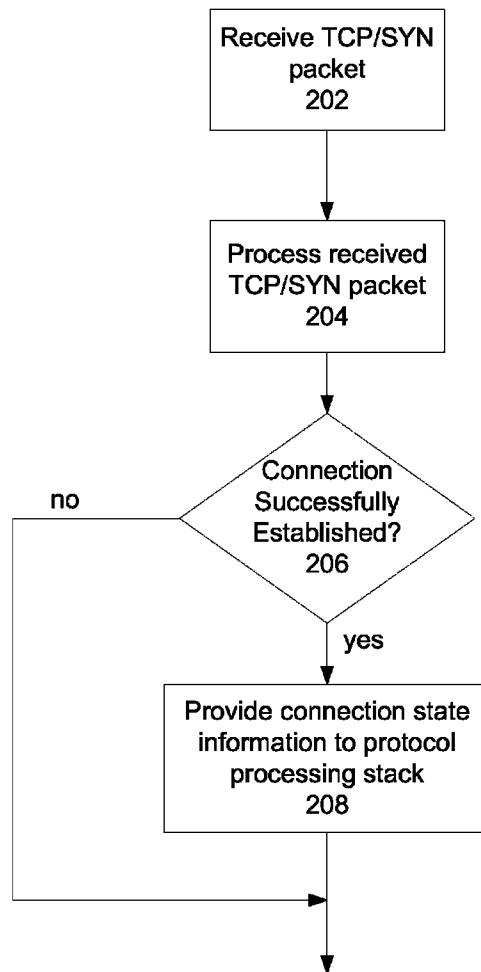 Receive TCP/SYN
packet
202
Process received
TCP/SYN packet
204
Connection
Successfully
Established?
206
no
yes
Provide connection state
information to protocol
processing stack
208